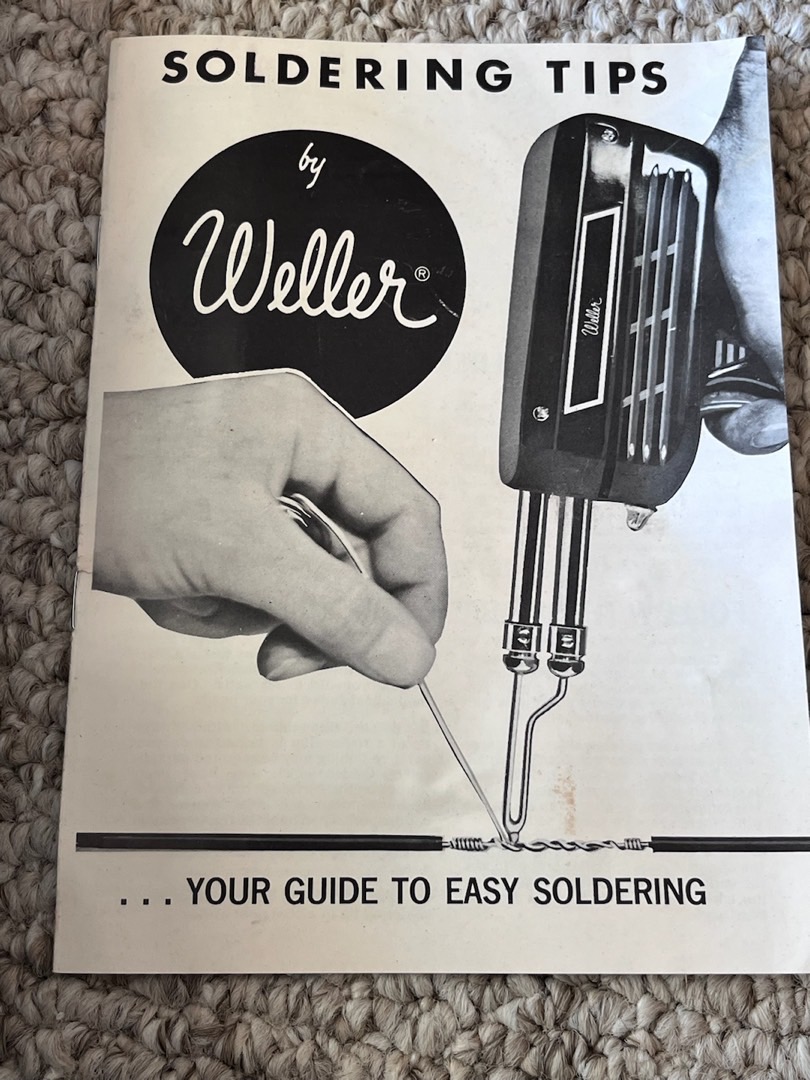 SOLDERING TIPS
by
Weller®
Weller
... YOUR GUIDE TO EASY SOLDERING